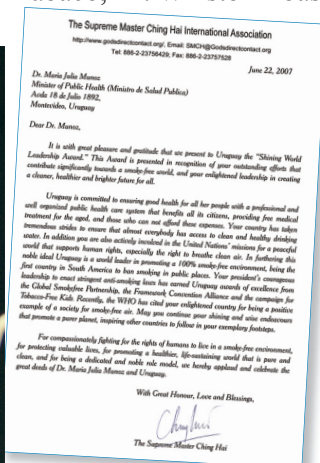 The Supreme Master Ching Hai International Association
http://www.godsdirectcontact.org/, Email: SMCH@Godsdirectcontact.org
Tel: 886-2-23756429; Fax: 886-2-23757528
June 22, 2007
Dr. Maria Julia Munoz
Minister of Public Health (Ministro de Salud Publica)
Avda 18 de Julio 1892,
Montevideo, Uruguay
Dear Dr. Munoz,
It is with great pleasure and gratitude that we present to Uruguay the "Shining World
Leadership Award." This Award is presented in recognition of your outstanding efforts that
contribute significantly towards a smoke-free world, and your enlightened leadership in creating
a cleaner, healthier and brighter future for all.
Uruguay is committed to ensuring good health for all her people with a professional and
well organized public health care system that benefits all its citizens, providing free medical
treatment for the aged, and those who can not afford these expenses. Your country has taken
tremendous strides to ensure that almost everybody has access to clean and healthy drinking
water. In addition you are also actively involved in the United Nations' missions for a peaceful
world that supports human rights, especially the right to breathe clean air. In furthering this
noble ideal Uruguay is a world leader in promoting a 100% smoke-free environment, being the
first country in South America to ban smoking in public places. Your president's courageous
leadership to enact stringent anti-smoking laws has earned Uruguay awards of excellence from
the Global Smokefree Partnership, the Framework Convention Alliance and the campaign for
Tobacco-Free Kids. Recently, the WHO has cited your enlightened country for being a positive
example of a society for smoke-free air. May you continue your shining and wise endeavours
that promote a purer planet, inspiring other countries to follow in your exemplary footsteps.
For compassionately fighting for the rights of humans to live in a smoke-free environment,
for protecting valuable lives, for promoting a healthier, life-sustaining world that is pure and
clean, and for being a dedicated and noble role model, we hereby applaud and celebrate the
great deeds of Dr. Maria Julia Munoz and Uruguay.
With Great Honour, Love and Blessings,
The Supreme Master Ching Hai